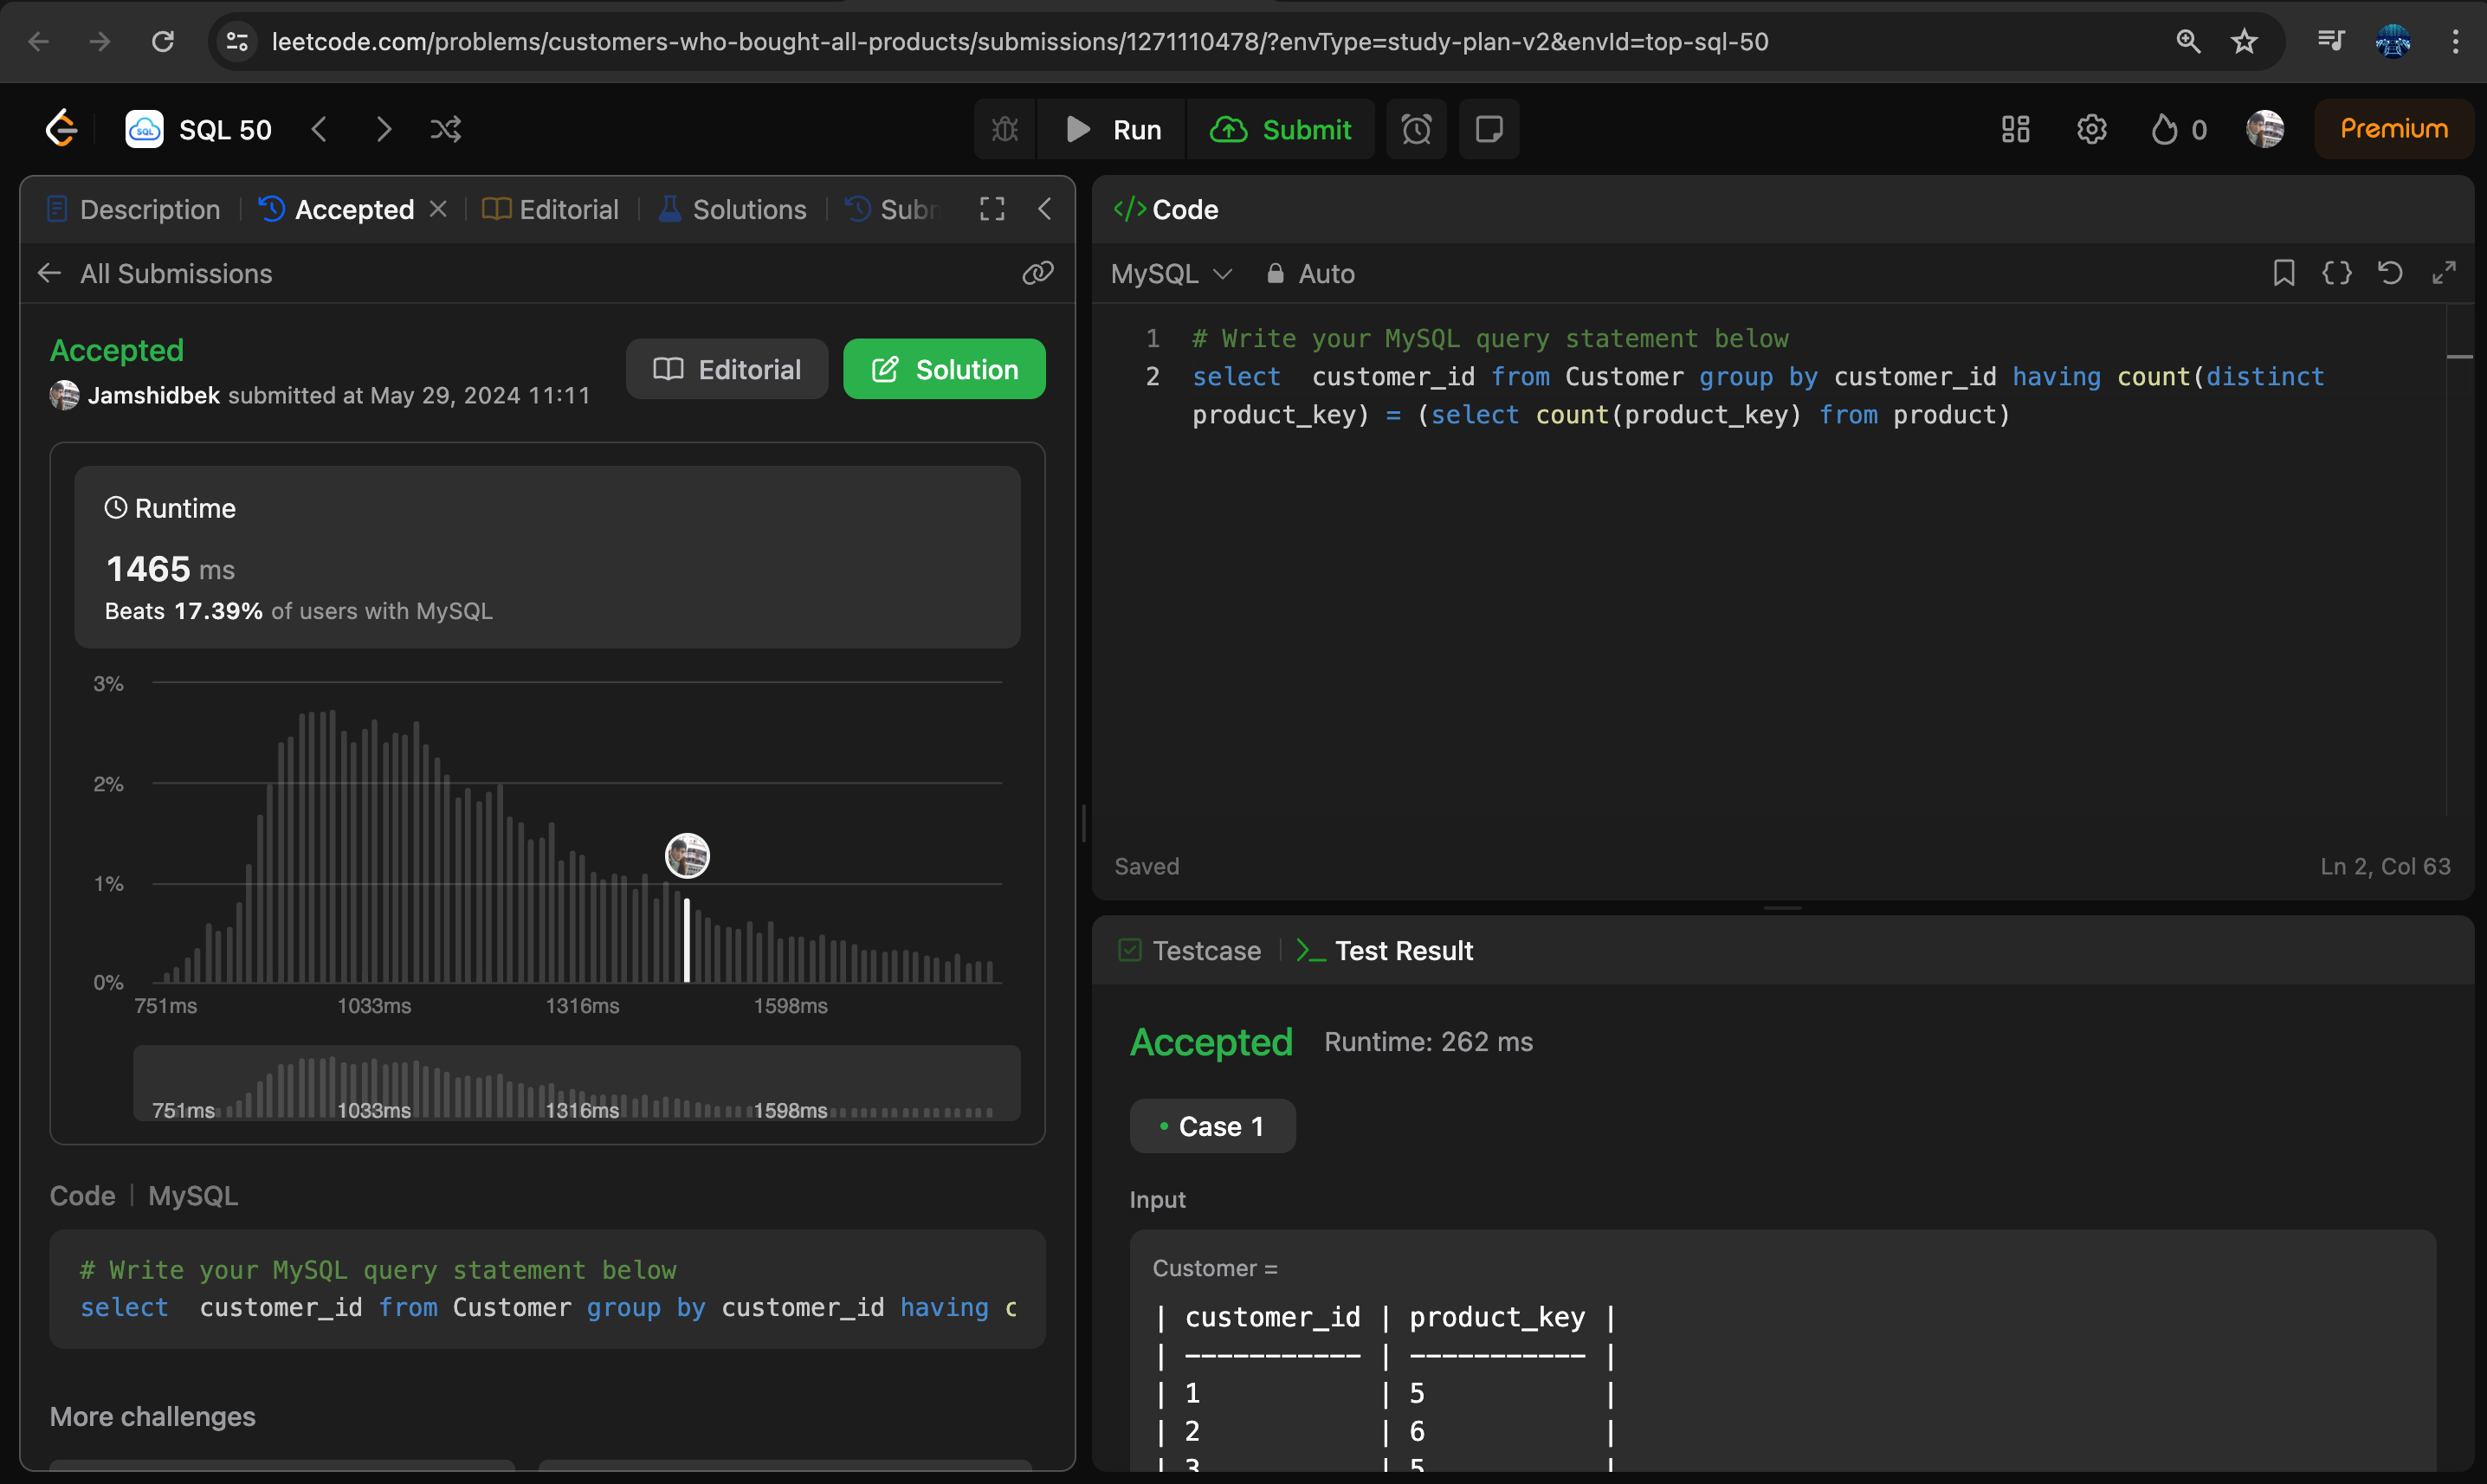 leetcode.com/problems/customers-who-bought-all-products/submissions/1271110478/?envType=study-plan-v2&envId=top-sql-50
SQL
SQL 50
Run
Submit
0
Premium
Description
Accepted
Editorial
Solutions
All Submissions
Accepted
Jamshidbek submitted at May 29, 2024 11:11
Editorial
Solution
Runtime
1465 ms
Beats 17.39% of users with MySQL
3%
2%
1%
0%
751ms 1033ms 1316ms 1598ms
751ms 1033ms 1316ms 1598ms
Code | MySQL
# Write your MySQL query statement below
select  customer_id from Customer group by customer_id having c
More challenges
</> Code
MySQL
Auto
1 # Write your MySQL query statement below
2 select  customer_id from Customer group by customer_id having count(distinct
product_key) = (select count(product_key) from product)
Saved
Ln 2, Col 63
Testcase
Test Result
Accepted
Runtime: 262 ms
Case 1
Input
Customer =
| customer_id | product_key |
| ----------- | ----------- |
| 1 | 5 |
| 2 | 6 |
| 3 | 5 |